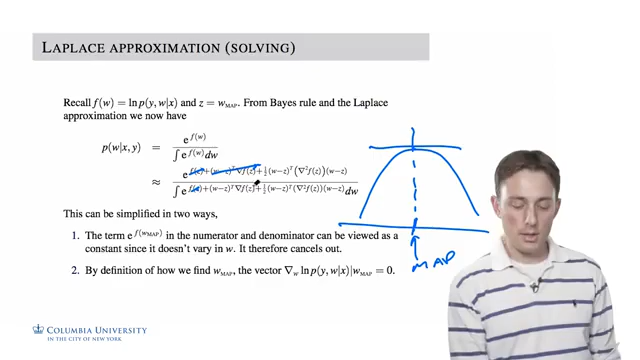 LAPLACE APPROXIMATION (SOLVING)
Recall f(w) = ln p(y, w|x) and z = w_MAP. From Bayes rule and the Laplace
approximation we now have
p(w|x, y) = e^{f(w)} / ∫ e^{f(w)} dw
≈ e^{f(z)+(w−z)^T ∇f(z)+½(w−z)^T (∇²f(z))(w−z)} / ∫ e^{f(z)+(w−z)^T ∇f(z)+½(w−z)^T (∇²f(z))(w−z)} dw
This can be simplified in two ways,
1. The term e^{f(w_MAP)} in the numerator and denominator can be viewed as a
constant since it doesn't vary in w. It therefore cancels out.
2. By definition of how we find w_MAP, the vector ∇_w ln p(y, w|x)|w_MAP = 0.
MAP
COLUMBIA UNIVERSITY
IN THE CITY OF NEW YORK